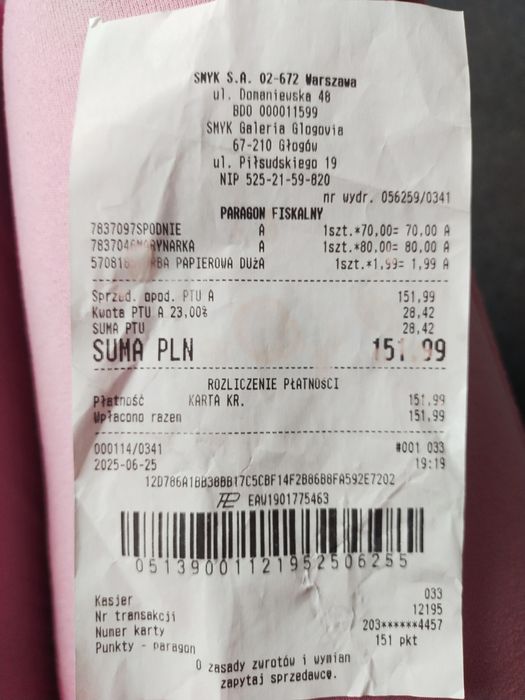 SMYK S.A. 02-672 Warszawa
ul. Domaniewska 48
BDO 000011599
SMYK Galeria Glogovia
67-210 Głogów
ul. Piłsudskiego 19
NIP 525-21-59-820
nr wydr. 056259/0341
PARAGON FISKALNY
7837097SPODNIE A 1szt.*70,00= 70,00 A
A 1szt.*80,00= 80,00 A
PAPIEROWA DUŻA A 1szt.*1,99= 1,99 A
Sprzed. opod. PTU A 151,99
Kwota PTU A 23,00% 28,42
SUMA PTU 28,42
SUMA PLN 151,99
ROZLICZENIE PŁATNOŚCI
Płatność KARTA KR. 151,99
Wpłacono razem 151,99
000114/0341 #001 033
2025-06-25 19:19
12D786A1BB38BB17C5CBF14F2B86B8FA592E7202
EAW1901775463
05139001121952506255
Kasjer 033
Nr transakcji 12195
Numer karty 203******4457
Punkty - paragon 151 pkt
O zasady zwrotów i wymian
zapytaj sprzedawcę.